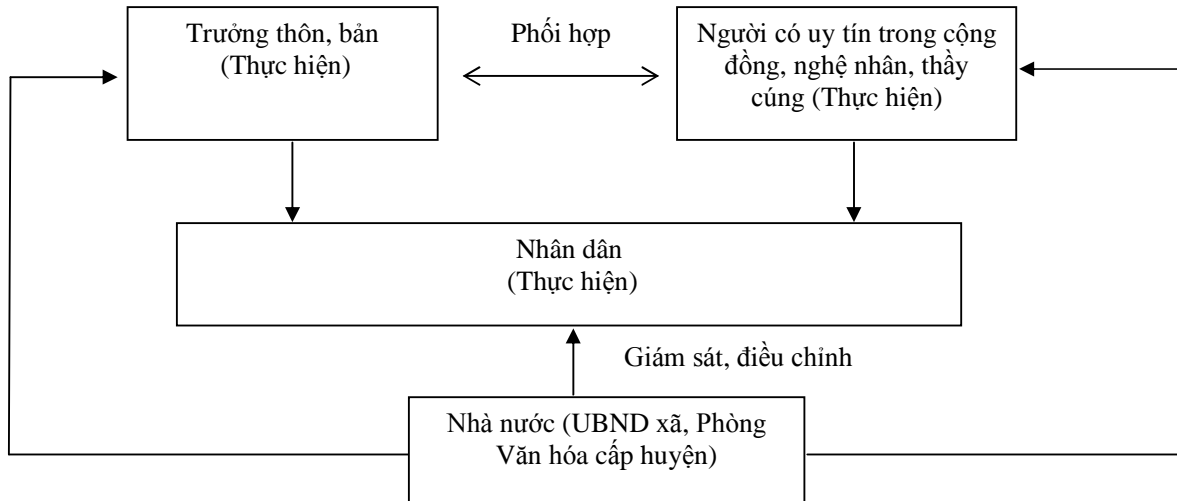 Trưởng thôn, bản
(Thực hiện)
Phối hợp
Người có uy tín trong cộng
đồng, nghệ nhân, thầy
cúng (Thực hiện)
Nhân dân
(Thực hiện)
Giám sát, điều chỉnh
Nhà nước (UBND xã, Phòng
Văn hóa cấp huyện)